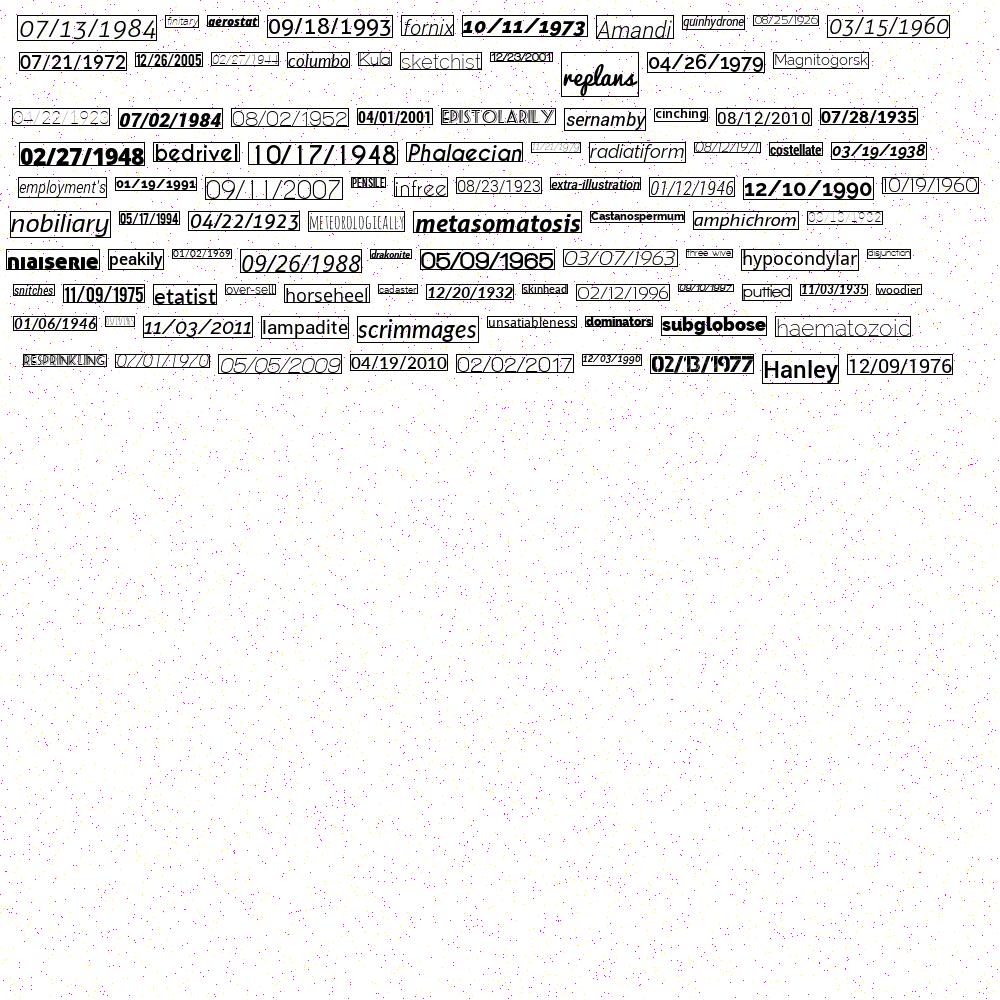 07/13/1984 finitary aerostat 09/18/1993 fornix 10/11/1973 Amandi quinhydrone 08/25/1926 03/15/1960
07/21/1972 12/26/2005 02/27/1944 columbo Kula sketchist 12/23/2001 replans 04/26/1979 Magnitogorsk
04/22/1923 07/02/1984 08/02/1952 04/01/2001 EPISTOLARILY sernamby cinching 08/12/2010 07/28/1935
02/27/1948 bedrivel 10/17/1948 Phalaecian radiatiform 08/12/1971 costellate 03/19/1938
employment's 01/19/1991 09/11/2007 PENSILE infree 08/23/1923 extra-illustration 01/12/1946 12/10/1990 10/19/1960
nobiliary 05/17/1994 04/22/1923 METEOROLOGICALLY metasomatosis Castanospermum amphichrom
niaiserie peakily 01/02/1969 09/26/1988 drakonite 05/09/1965 03/07/1963 three-wive hypocondylar disjunction
snitches 11/09/1975 etatist over-sell horseheel cadaster 12/20/1932 skinhead 02/12/1996 09/10/1997 puttied 11/03/1935 woodier
01/06/1946 11/03/2011 lampadite scrimmages unsatiableness dominators subglobose haematozoic
RESPRINKLING 07/01/1970 05/05/2009 04/19/2010 02/02/2017 12/03/1990 02/13/1977 Hanley 12/09/1976